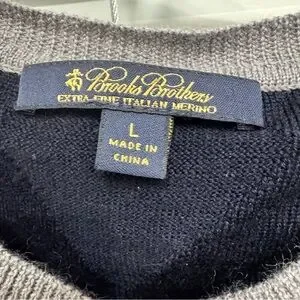 Brooks Brothers
EXTRA-FINE ITALIAN MERINO
L
MADE IN
CHINA